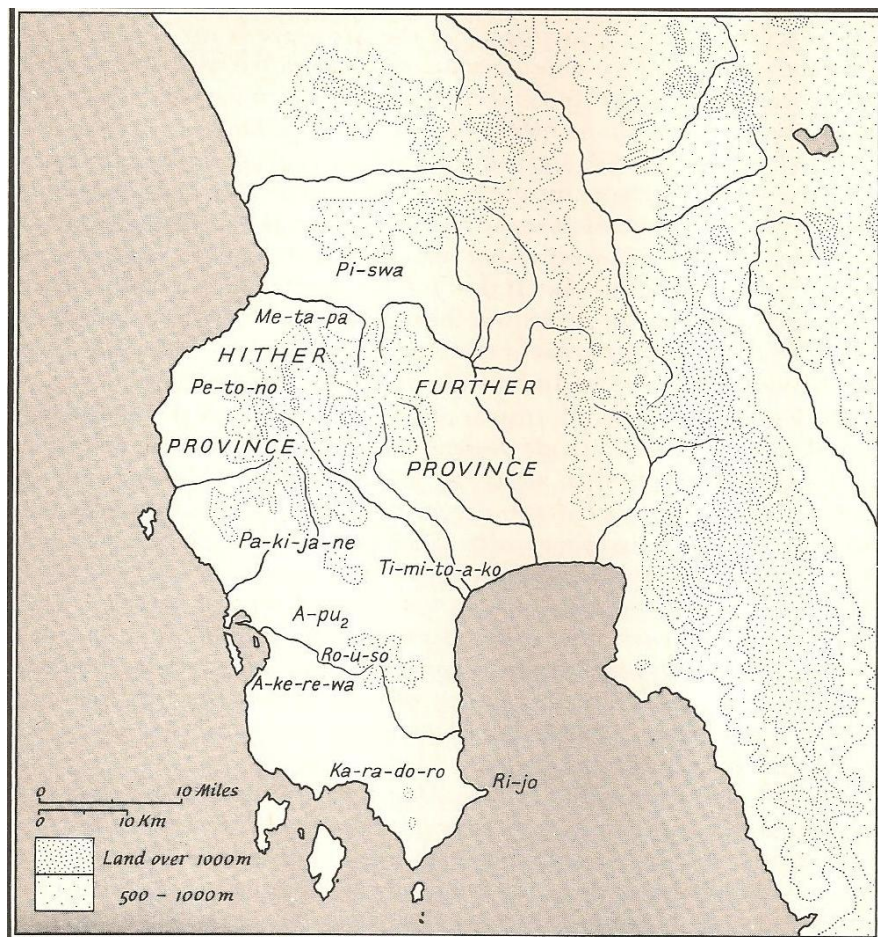 Pi-swa
Me-ta-pa
HITHER
FURTHER
Pe-to-no
PROVINCE
PROVINCE
Pa-ki-ja-ne
Ti-mi-to-a-ko
A-pu₂
Ro-u-so
A-ke-re-wa
Ka-ra-do-ro
Ri-jo
0 10 Miles
0 10 Km
Land over 1000m
500 - 1000m